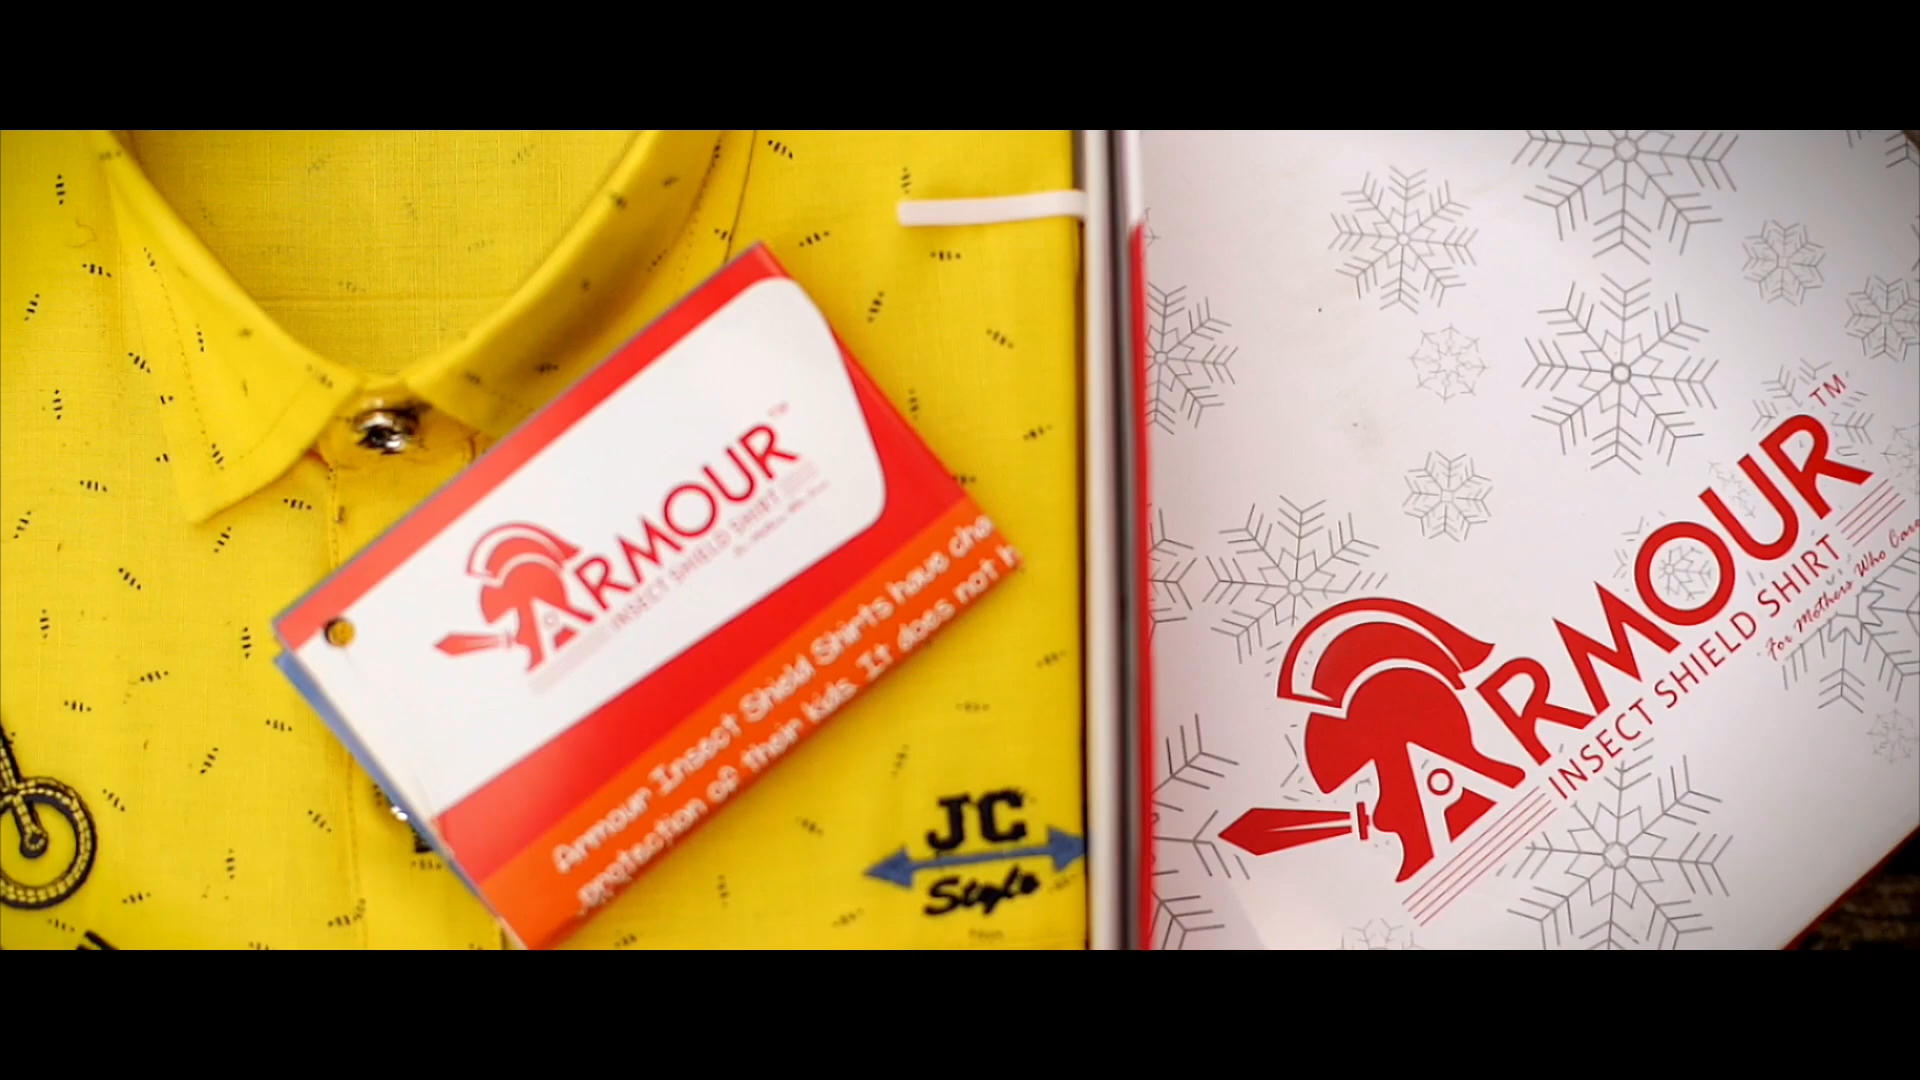 ARMOUR™
INSECT SHIELD SHIRT
Armour Insect Shield Shirts have
protection of their kids. It does not
JC
Style
ARMOUR™
INSECT SHIELD SHIRT
For Mothers Who Care